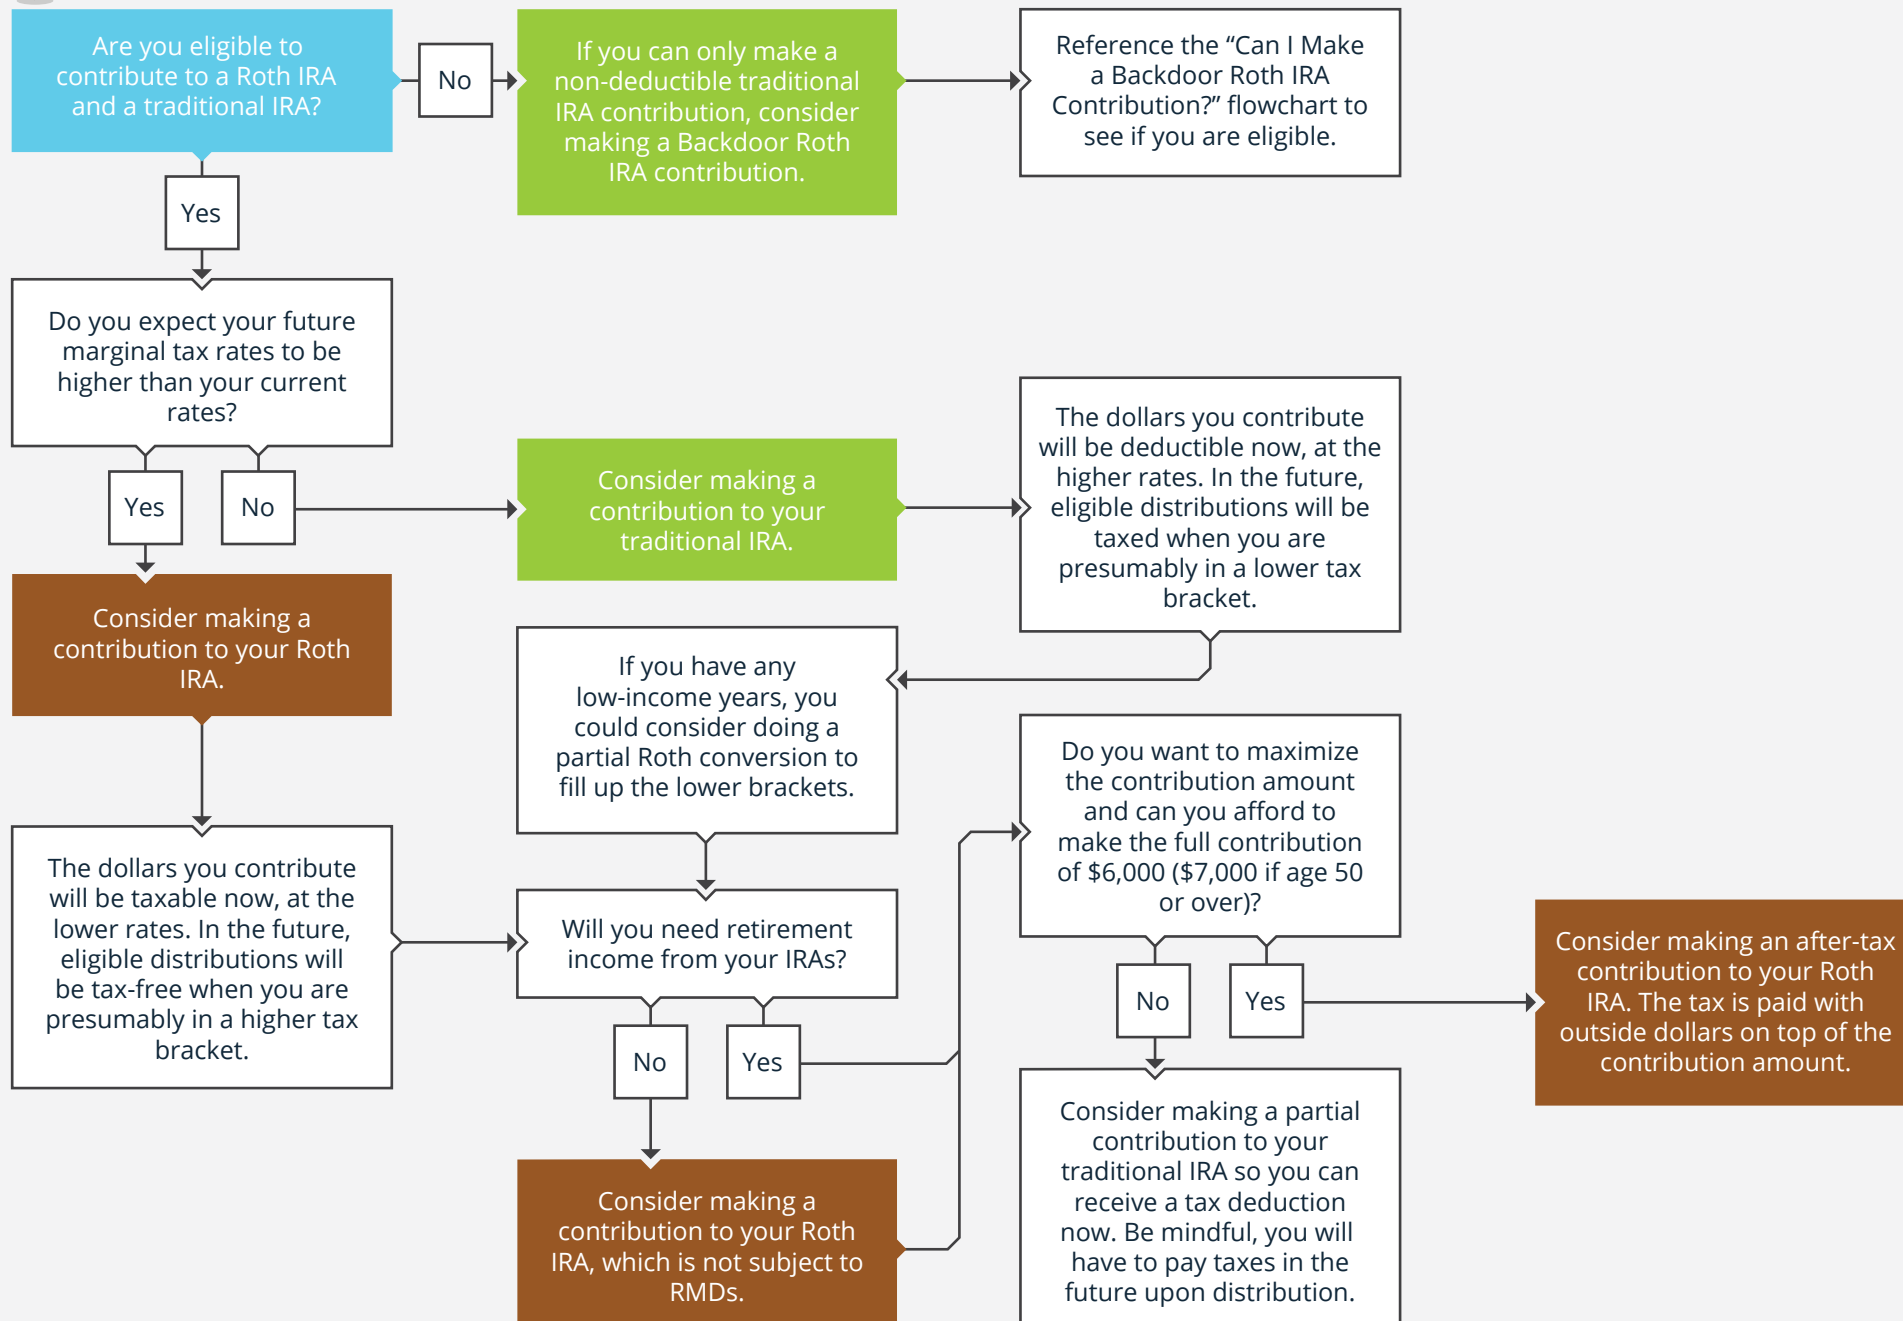 Are you eligible to
contribute to a Roth IRA
and a traditional IRA?
No
If you can only make a
non-deductible traditional
IRA contribution, consider
making a Backdoor Roth
IRA contribution.
Reference the “Can I Make
a Backdoor Roth IRA
Contribution?” flowchart to
see if you are eligible.
Yes
Do you expect your future
marginal tax rates to be
higher than your current
rates?
Yes
No
Consider making a
contribution to your
traditional IRA.
The dollars you contribute
will be deductible now, at the
higher rates. In the future,
eligible distributions will be
taxed when you are
presumably in a lower tax
bracket.
Consider making a
contribution to your Roth
IRA.
If you have any
low-income years, you
could consider doing a
partial Roth conversion to
fill up the lower brackets.
The dollars you contribute
will be taxable now, at the
lower rates. In the future,
eligible distributions will
be tax-free when you are
presumably in a higher tax
bracket.
Will you need retirement
income from your IRAs?
No
Yes
Consider making a
contribution to your Roth
IRA, which is not subject to
RMDs.
Do you want to maximize
the contribution amount
and can you afford to
make the full contribution
of $6,000 ($7,000 if age 50
or over)?
No
Yes
Consider making an after-tax
contribution to your Roth
IRA. The tax is paid with
outside dollars on top of the
contribution amount.
Consider making a partial
contribution to your
traditional IRA so you can
receive a tax deduction
now. Be mindful, you will
have to pay taxes in the
future upon distribution.